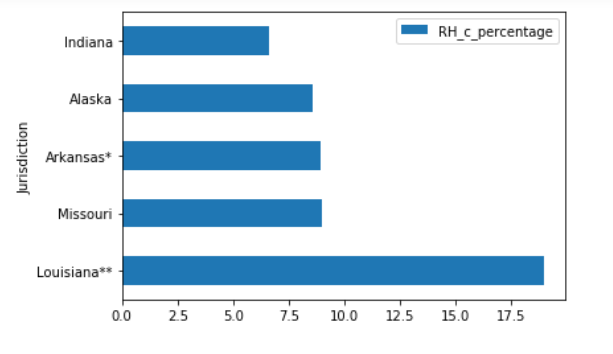 RH_c_percentage
Indiana
Alaska
Arkansas*
Missouri
Louisiana**
Jurisdiction
0.0 2.5 5.0 7.5 10.0 12.5 15.0 17.5